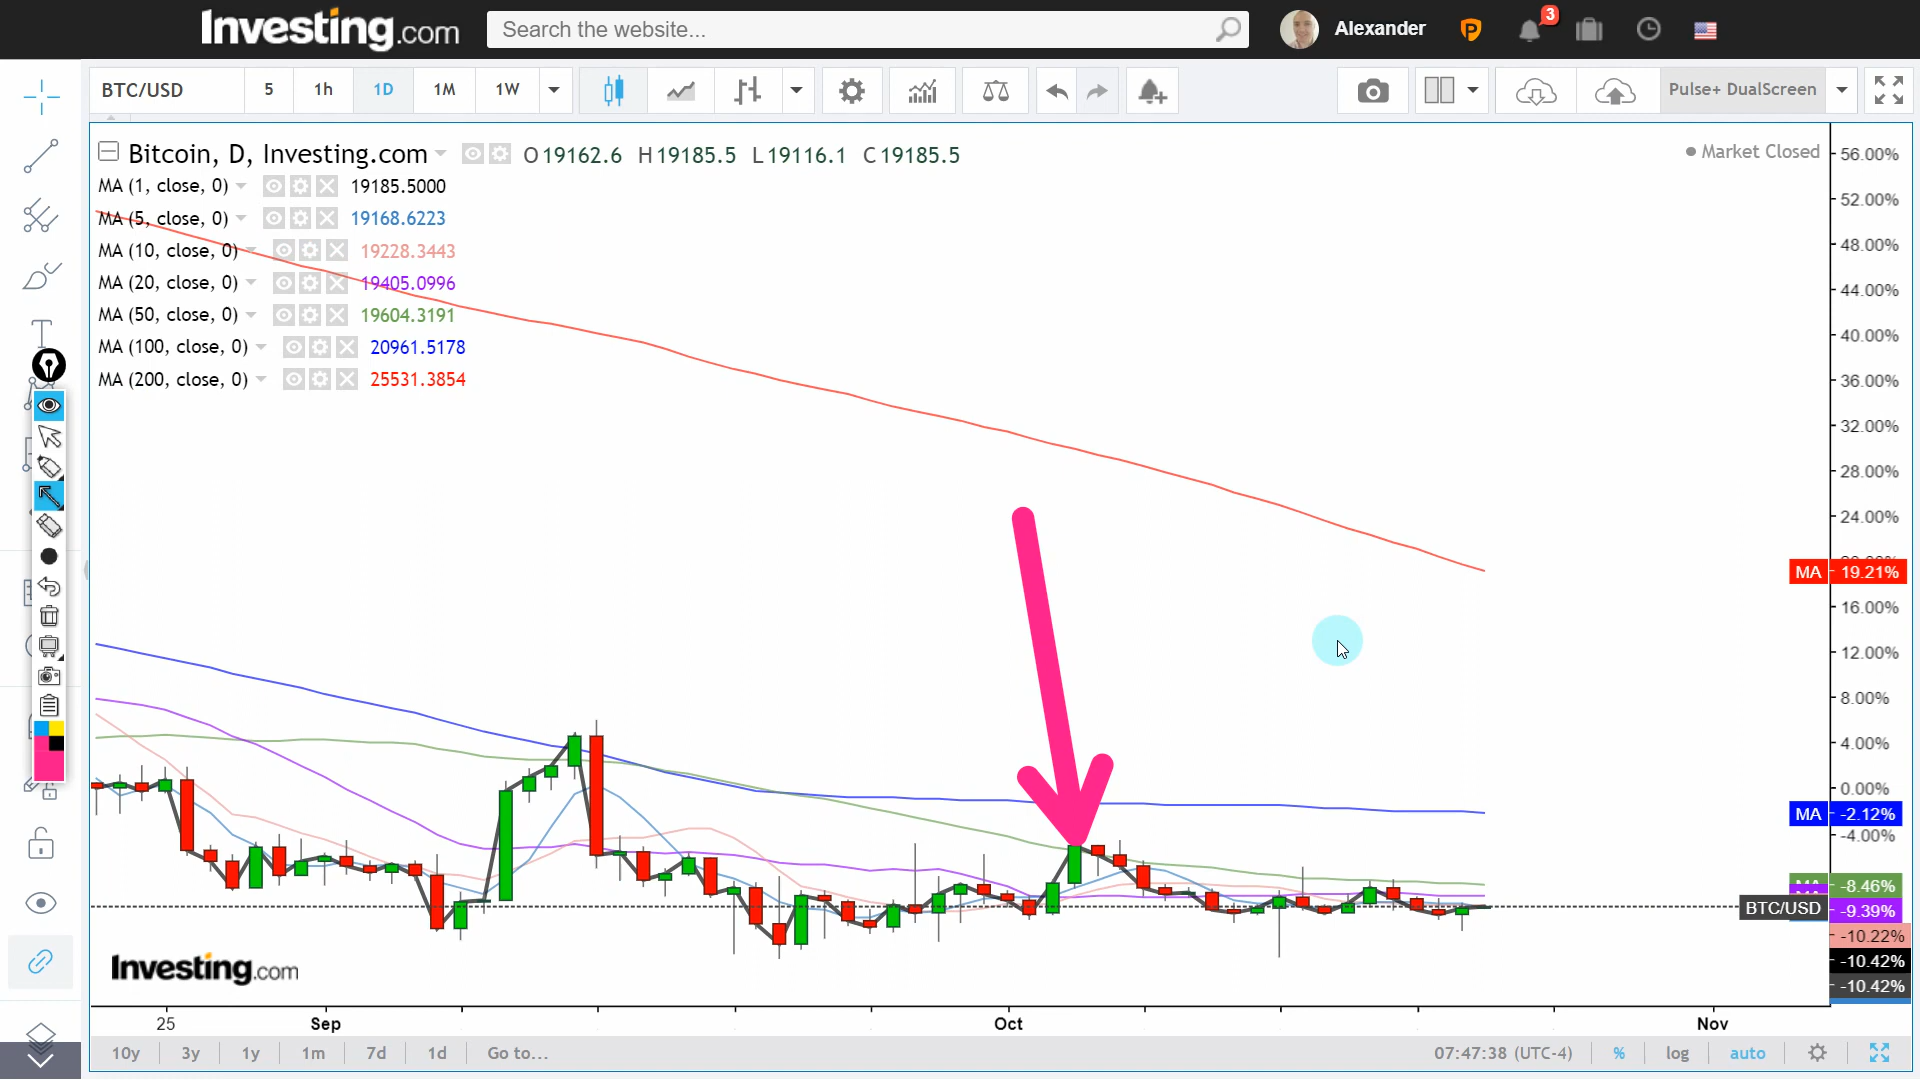 Investing.com
Search the website...
Alexander
3
BTC/USD 5 1h 1D 1M 1W
Pulse+ DualScreen
Bitcoin, D, Investing.com O19162.6 H19185.5 L19116.1 C19185.5
Market Closed
MA (1, close, 0) 19185.5000
MA (5, close, 0) 19168.6223
MA (10, close, 0) 19228.3443
MA (20, close, 0) 19405.0996
MA (50, close, 0) 19604.3191
MA (100, close, 0) 20961.5178
MA (200, close, 0) 25531.3854
56.00%
52.00%
48.00%
44.00%
40.00%
36.00%
32.00%
28.00%
24.00%
MA 19.21%
16.00%
12.00%
8.00%
4.00%
0.00%
MA -2.12%
-4.00%
-8.46%
BTC/USD -9.39%
-10.22%
-10.42%
-10.42%
Investing.com
25 Sep Oct Nov
10y 3y 1y 1m 7d 1d Go to...
07:47:38 (UTC-4) % log auto